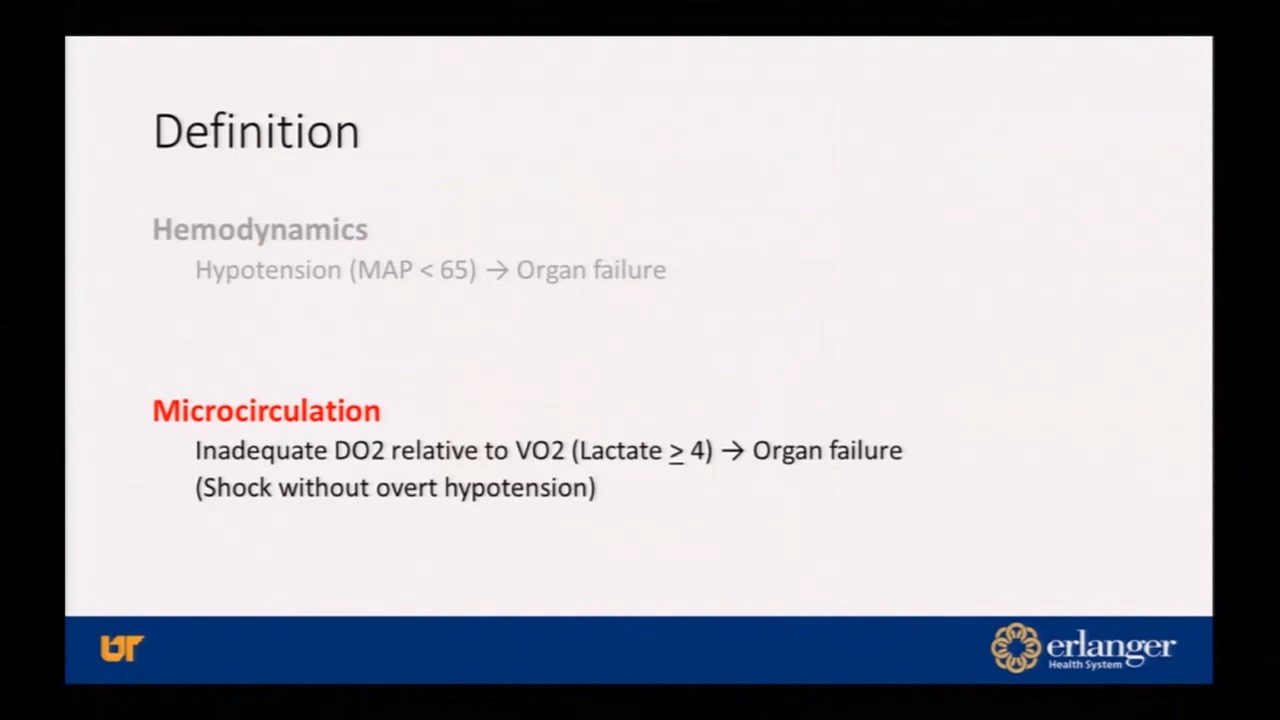 Definition
Hemodynamics
Hypotension (MAP < 65) → Organ failure
Microcirculation
Inadequate DO2 relative to VO2 (Lactate ≥ 4) → Organ failure
(Shock without overt hypotension)
UT
erlanger
Health System